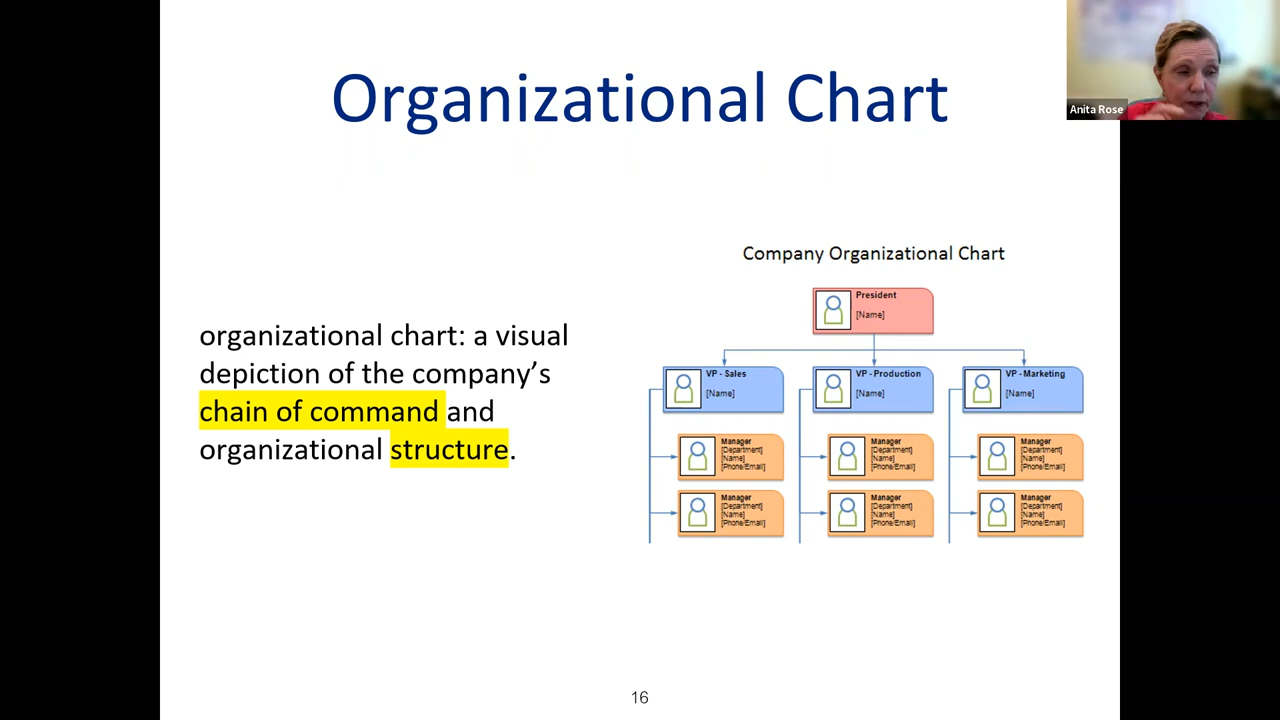 Organizational Chart
Anita Rose
Company Organizational Chart
organizational chart: a visual
depiction of the company’s
chain of command and
organizational structure.
President
[Name]
VP - Sales
[Name]
VP - Production
[Name]
VP - Marketing
[Name]
Manager
[Department]
[Name]
[Phone/Email]
Manager
[Department]
[Name]
[Phone/Email]
Manager
[Department]
[Name]
[Phone/Email]
Manager
[Department]
[Name]
[Phone/Email]
Manager
[Department]
[Name]
[Phone/Email]
Manager
[Department]
[Name]
[Phone/Email]
16